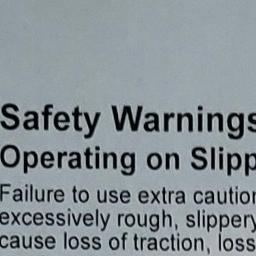 Safety Warnings
Operating on Slipp
Failure to use extra caution
excessively rough, slippery
cause loss of traction, loss